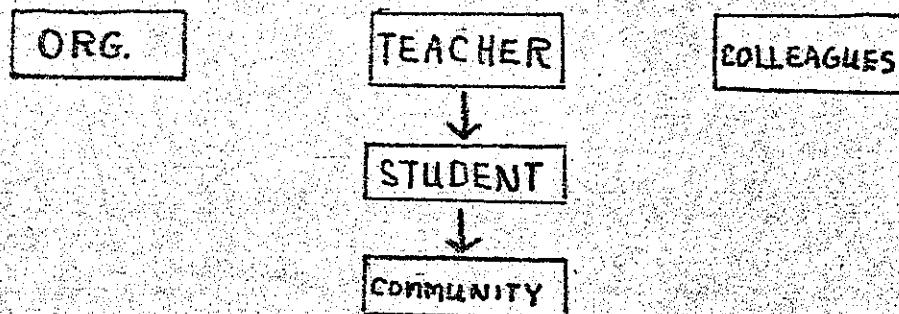 ORG.
TEACHER
COLLEAGUES
STUDENT
COMMUNITY